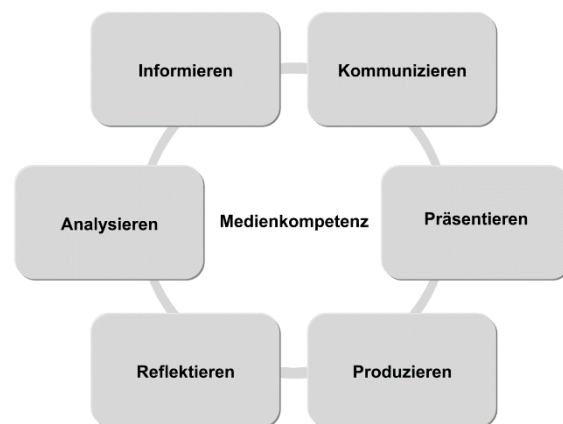 Informieren
Kommunizieren
Analysieren
Medienkompetenz
Präsentieren
Reflektieren
Produzieren